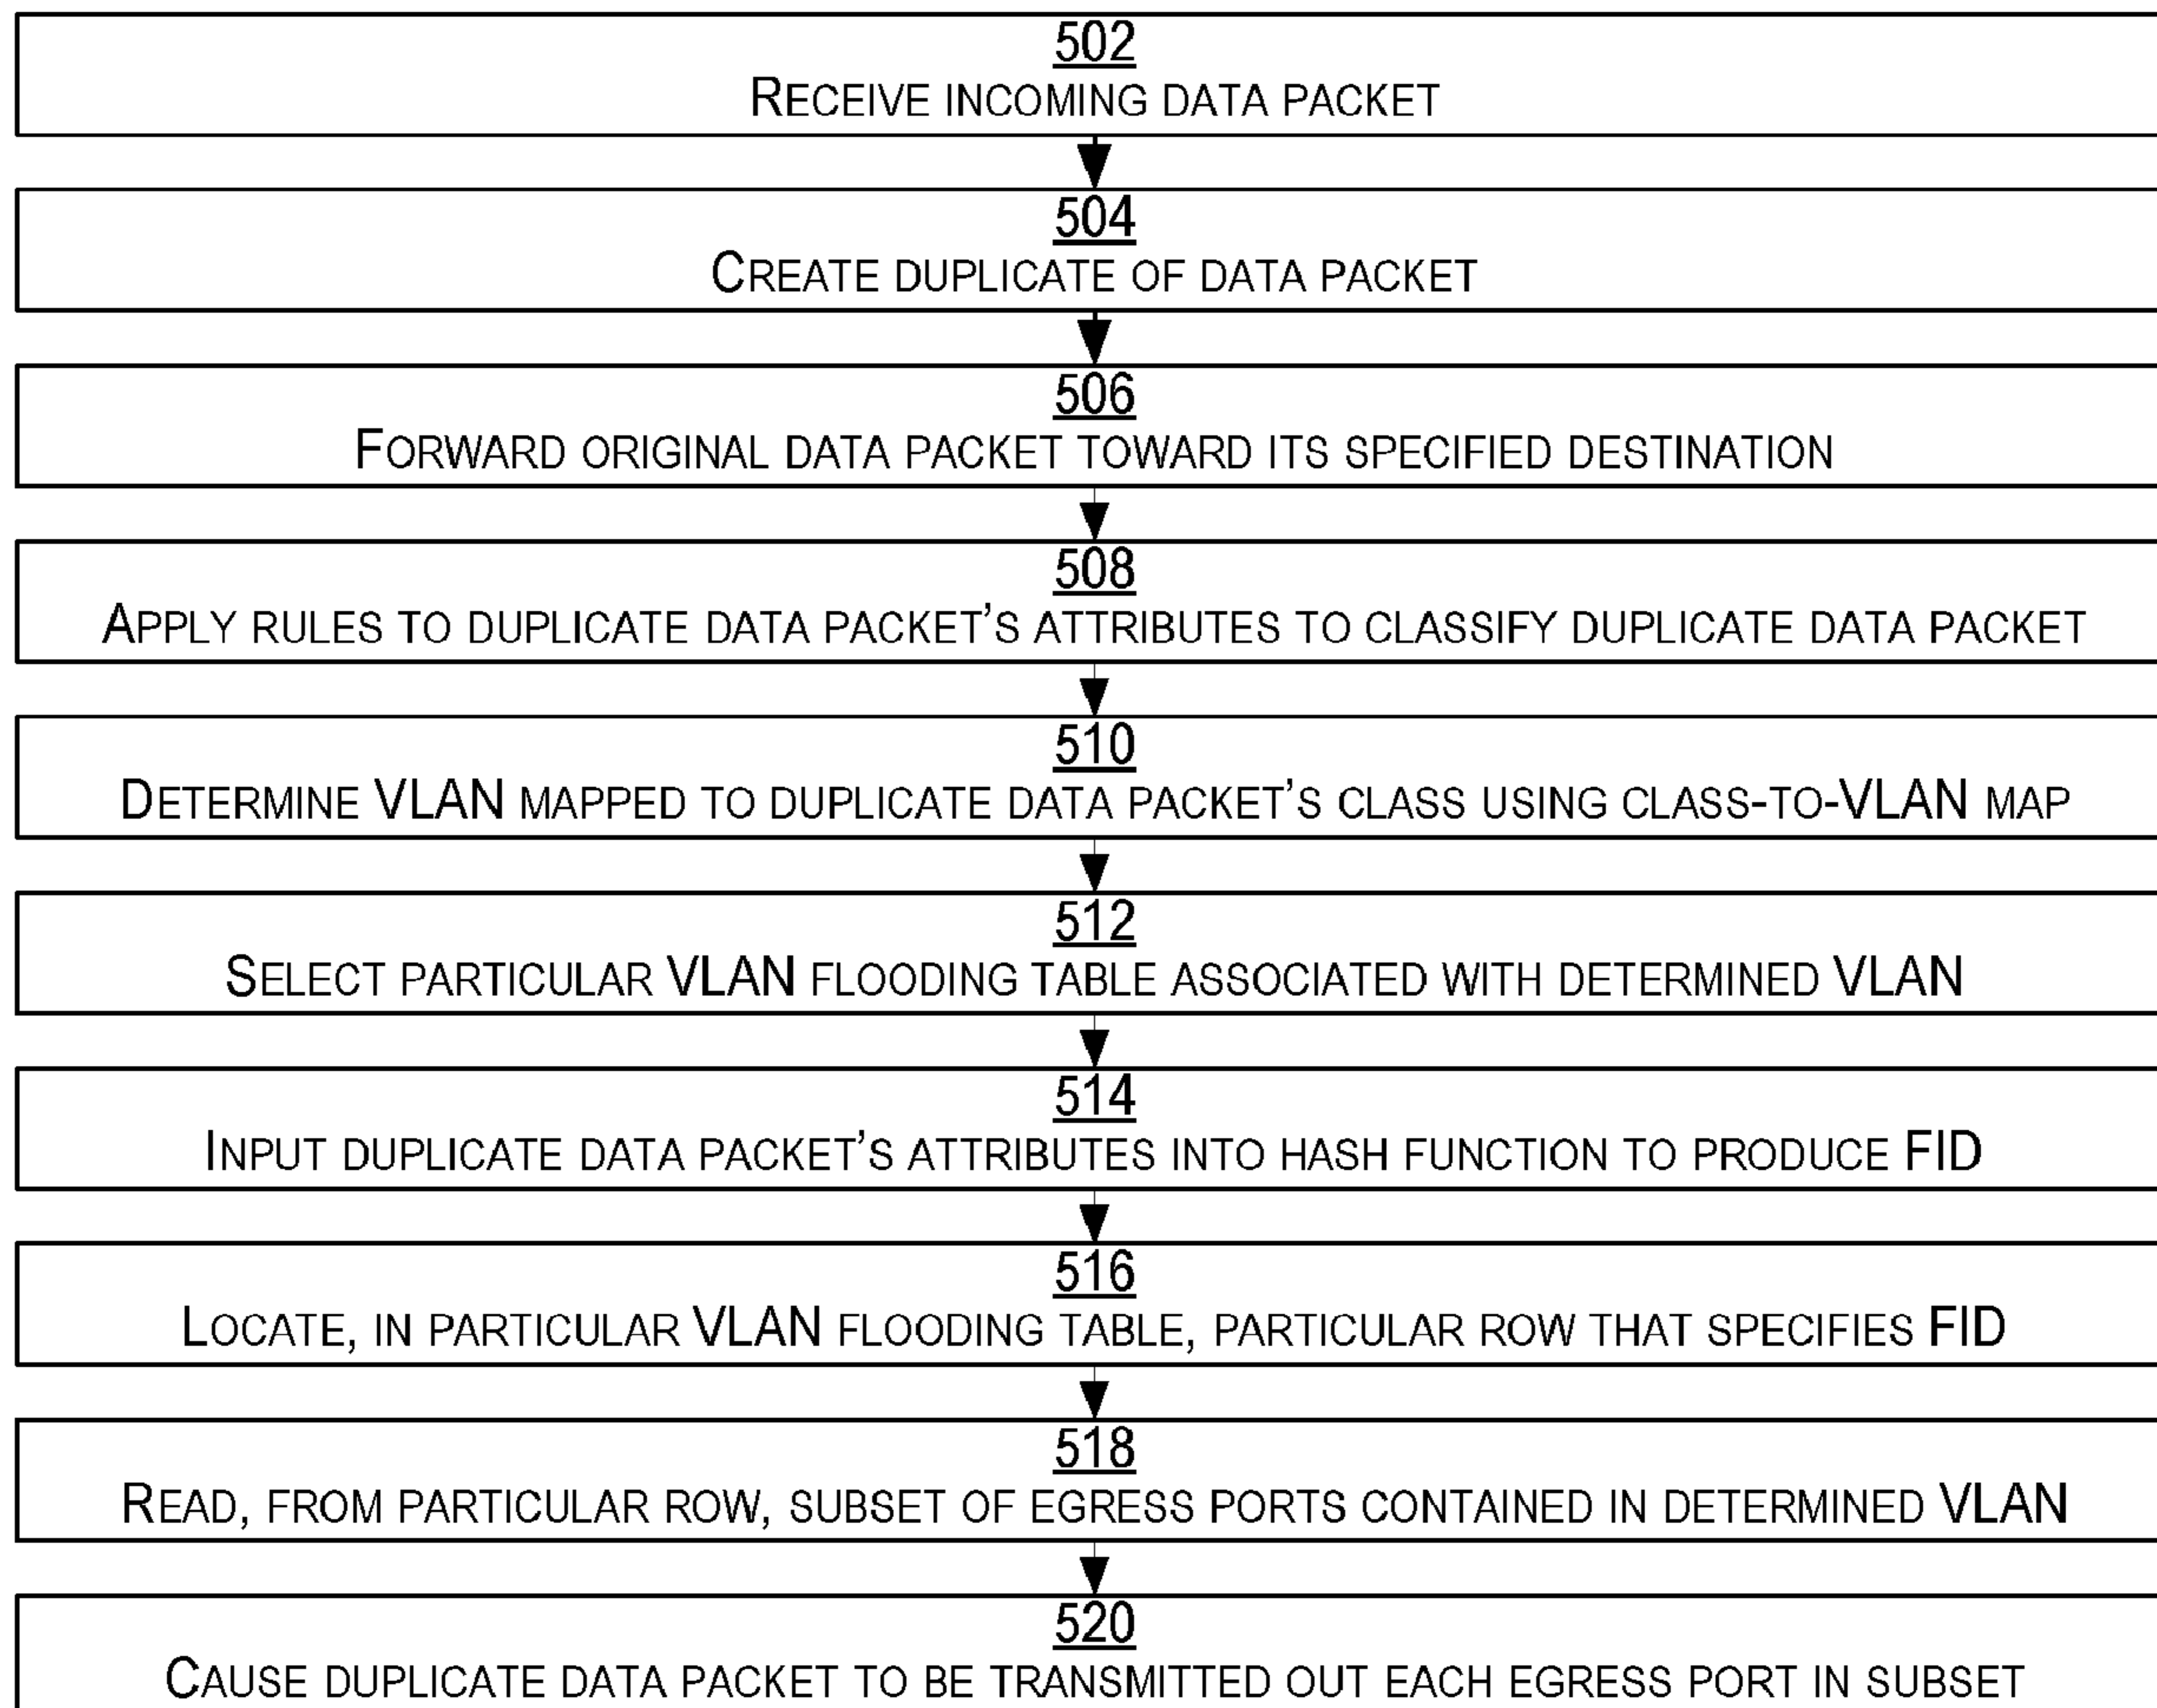 502
RECEIVE INCOMING DATA PACKET
504
CREATE DUPLICATE OF DATA PACKET
506
FORWARD ORIGINAL DATA PACKET TOWARD ITS SPECIFIED DESTINATION
508
APPLY RULES TO DUPLICATE DATA PACKET'S ATTRIBUTES TO CLASSIFY DUPLICATE DATA PACKET
510
DETERMINE VLAN MAPPED TO DUPLICATE DATA PACKET'S CLASS USING CLASS-TO-VLAN MAP
512
SELECT PARTICULAR VLAN FLOODING TABLE ASSOCIATED WITH DETERMINED VLAN
514
INPUT DUPLICATE DATA PACKET'S ATTRIBUTES INTO HASH FUNCTION TO PRODUCE FID
516
LOCATE, IN PARTICULAR VLAN FLOODING TABLE, PARTICULAR ROW THAT SPECIFIES FID
518
READ, FROM PARTICULAR ROW, SUBSET OF EGRESS PORTS CONTAINED IN DETERMINED VLAN
520
CAUSE DUPLICATE DATA PACKET TO BE TRANSMITTED OUT EACH EGRESS PORT IN SUBSET